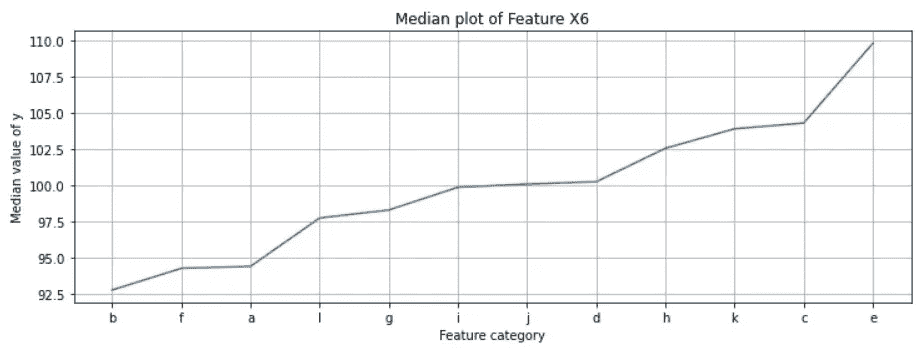 Median plot of Feature X6
110.0
107.5
105.0
102.5
100.0
97.5
95.0
92.5
Median value of y
b f a l g i j d h k c e
Feature category